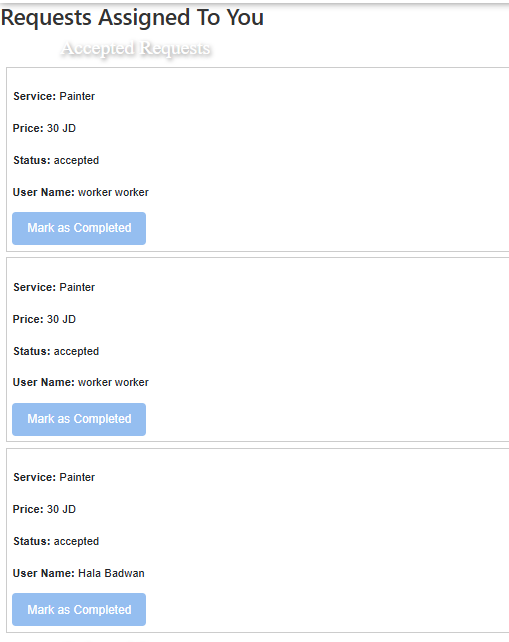 Requests Assigned To You
Accepted Requests
Service: Painter
Price: 30 JD
Status: accepted
User Name: worker worker
Mark as Completed
Service: Painter
Price: 30 JD
Status: accepted
User Name: worker worker
Mark as Completed
Service: Painter
Price: 30 JD
Status: accepted
User Name: Hala Badwan
Mark as Completed